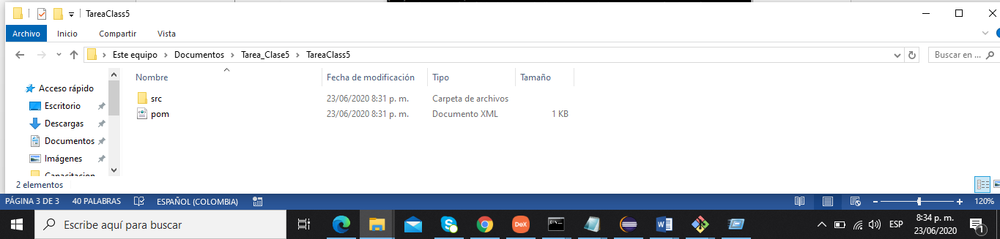 TareaClass5
Archivo Inicio Compartir Vista
Este equipo Documentos Tarea_Clase5 TareaClass5 Buscar en ...
Nombre Fecha de modificación Tipo Tamaño
Acceso rápido
Escritorio
Descargas
Documentos
Imágenes
Capacitacion
src 23/06/2020 8:31 p. m. Carpeta de archivos
pom 23/06/2020 8:31 p. m. Documento XML 1 KB
2 elementos
PÁGINA 3 DE 3 40 PALABRAS ESPAÑOL (COLOMBIA) 120%
Escribe aquí para buscar
DeX
ESP
8:34 p. m.
23/06/2020
1